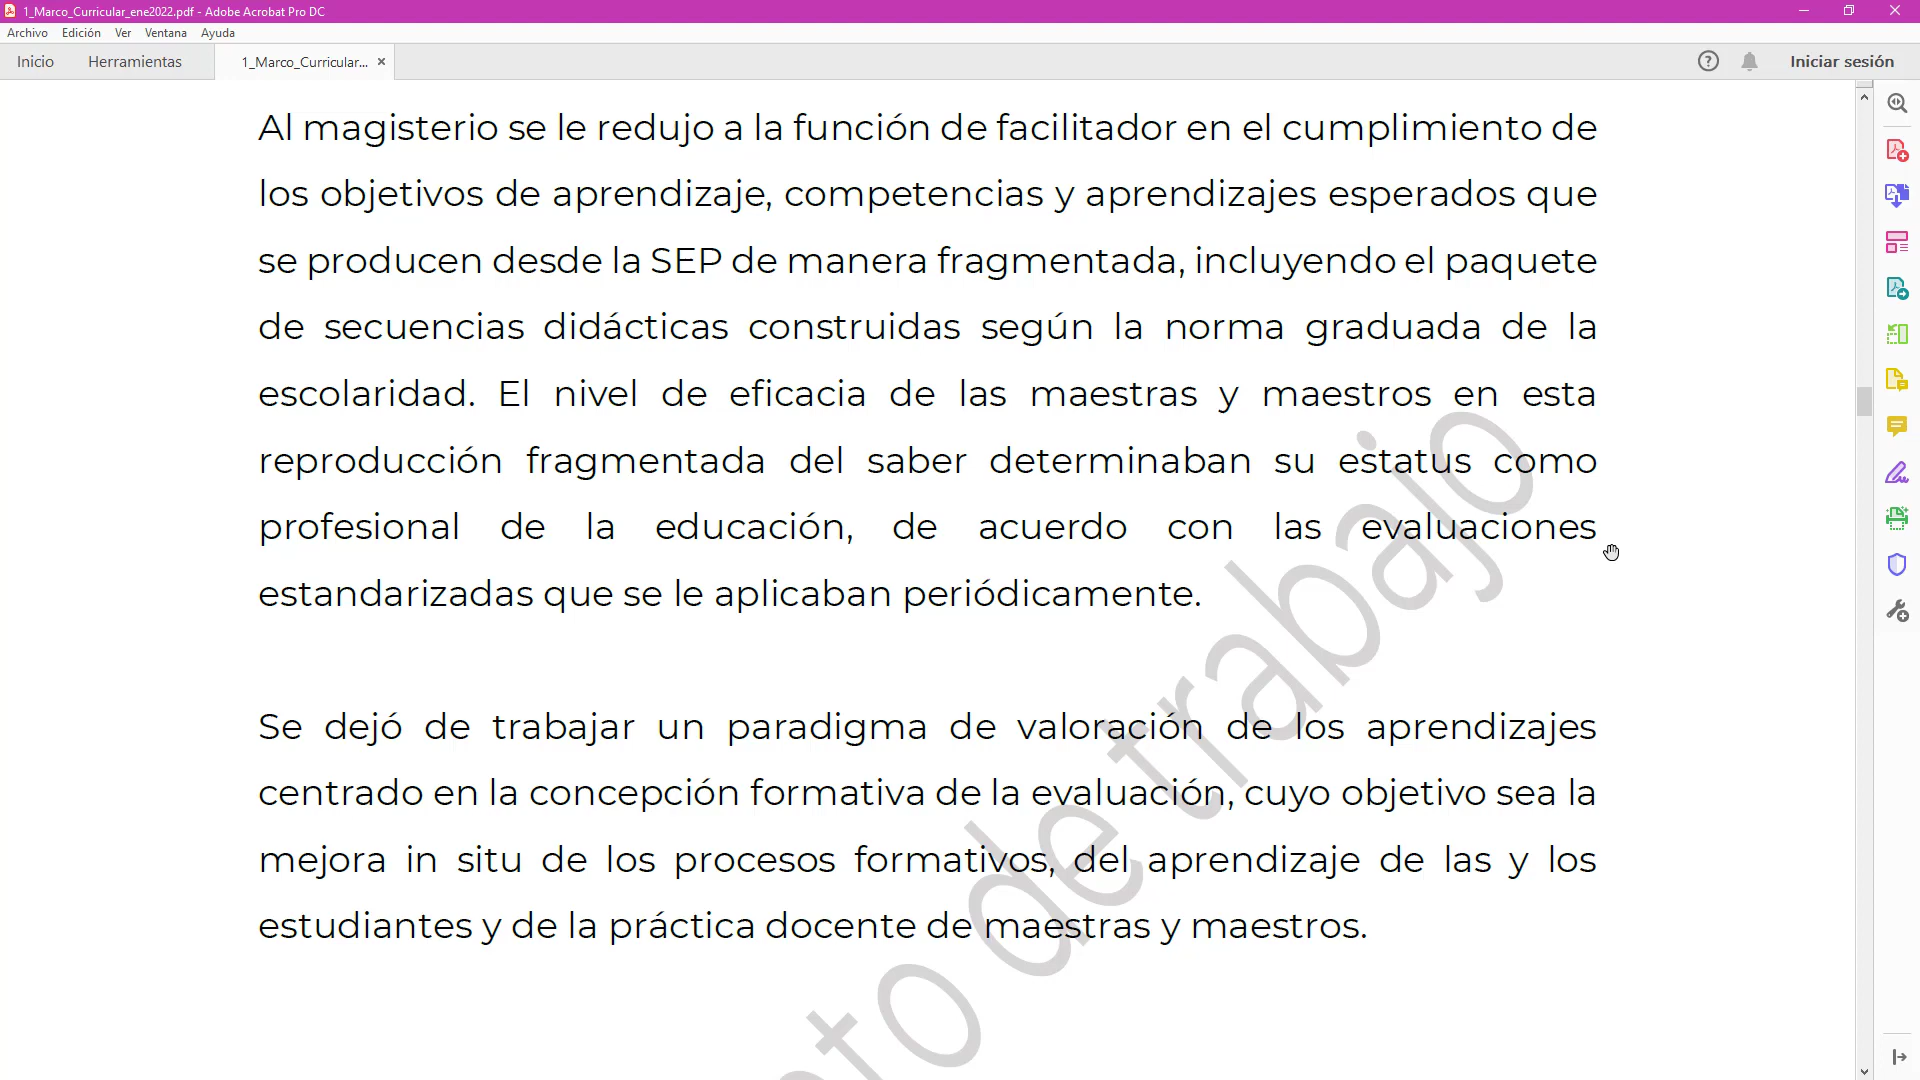 1_Marco_Curricular_ene2022.pdf - Adobe Acrobat Pro DC
Archivo Edición Ver Ventana Ayuda
Inicio Herramientas 1_Marco_Curricular... × Iniciar sesión
Al magisterio se le redujo a la función de facilitador en el cumplimiento de
los objetivos de aprendizaje, competencias y aprendizajes esperados que
se producen desde la SEP de manera fragmentada, incluyendo el paquete
de secuencias didácticas construidas según la norma graduada de la
escolaridad. El nivel de eficacia de las maestras y maestros en esta
reproducción fragmentada del saber determinaban su estatus como
profesional de la educación, de acuerdo con las evaluaciones
estandarizadas que se le aplicaban periódicamente.
Se dejó de trabajar un paradigma de valoración de los aprendizajes
centrado en la concepción formativa de la evaluación, cuyo objetivo sea la
mejora in situ de los procesos formativos, del aprendizaje de las y los
estudiantes y de la práctica docente de maestras y maestros.
to de trabajo